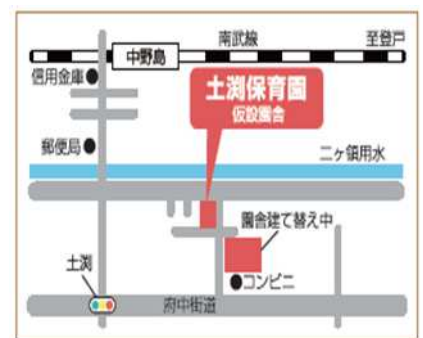 南武線
至登戸
中野島
信用金庫
土渕保育園
仮設園舎
郵便局
二ヶ領用水
園舎建て替え中
土渕
コンビニ
府中街道